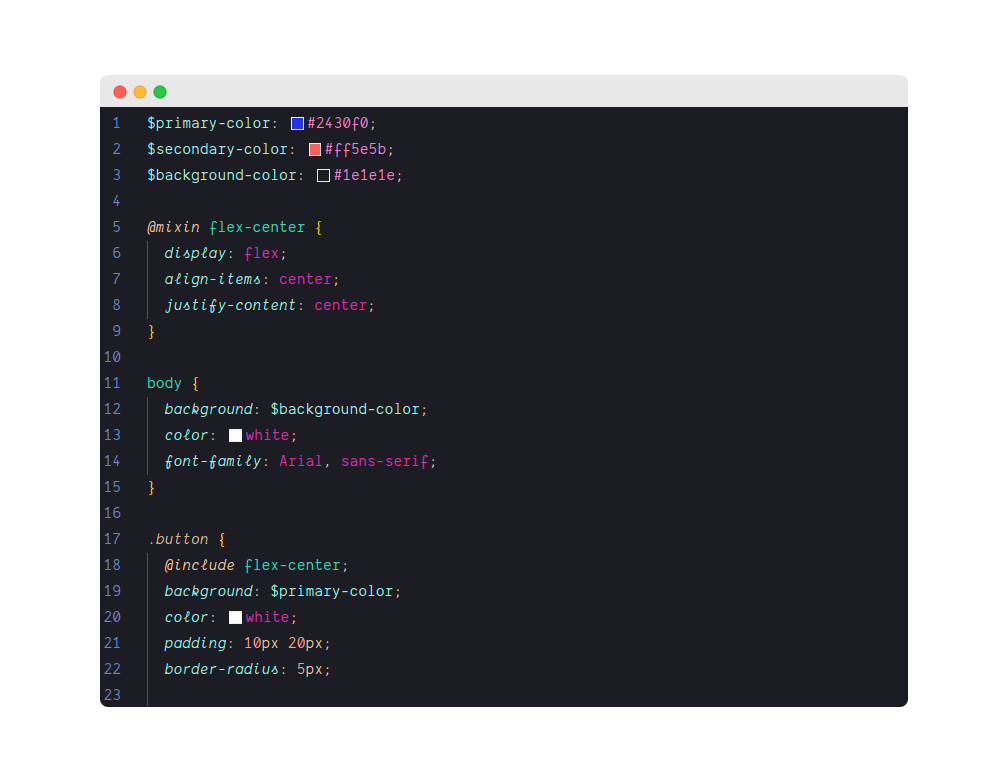 1 $primary-color: #2430f0;
2 $secondary-color: #ff5e5b;
3 $background-color: #1e1e1e;
4
5 @mixin flex-center {
6   display: flex;
7   align-items: center;
8   justify-content: center;
9 }
10
11 body {
12   background: $background-color;
13   color: white;
14   font-family: Arial, sans-serif;
15 }
16
17 .button {
18   @include flex-center;
19   background: $primary-color;
20   color: white;
21   padding: 10px 20px;
22   border-radius: 5px;
23